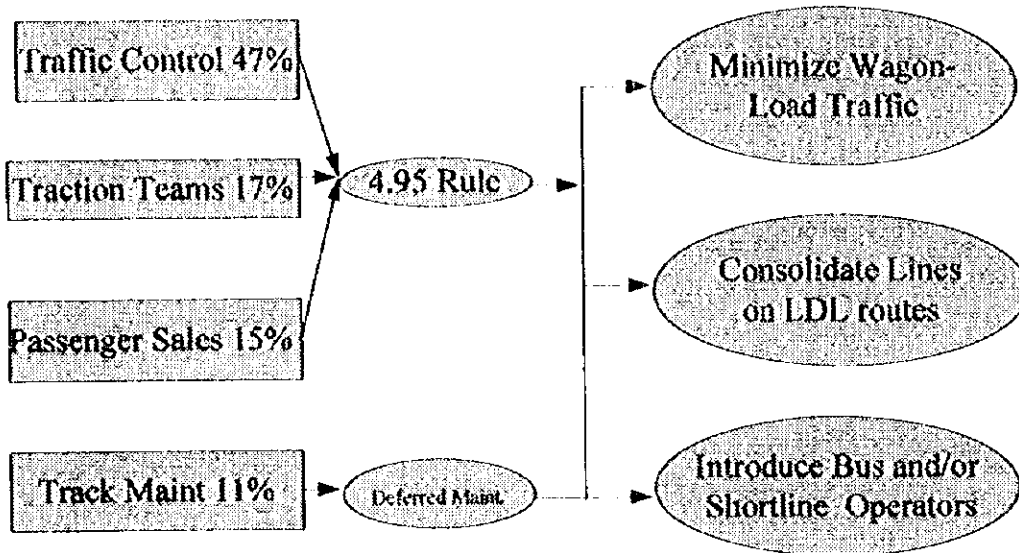 Traffic Control 47%
Traction Teams 17%
Passenger Sales 15%
Track Maint 11%
4.95 Rule
Deferred Maint.
Minimize Wagon-
Load Traffic
Consolidate Lines
on LDL routes
Introduce Bus and/or
Shortline Operators